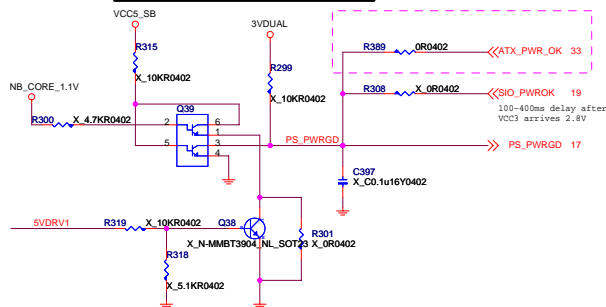 VCC5_SB
3VDUAL
R315
R389
0R0402
ATX_PWR_OK 33
X_10KR0402
R299
NB_CORE_1.1V
R308
X_0R0402
SIO_PWROK 19
X_10KR0402
Q39
100-400ms delay after
VCC3 arrives 2.8V
R300
X_4.7KR0402
2
6
1
5
3
4
PS_PWRGD
PS_PWRGD 17
C397
X_C0.1u16Y0402
5VDRV1
R319
X_10KR0402
Q38
R301
X_N-MMBT3904_NL_SOT23
X_0R0402
R318
X_5.1KR0402